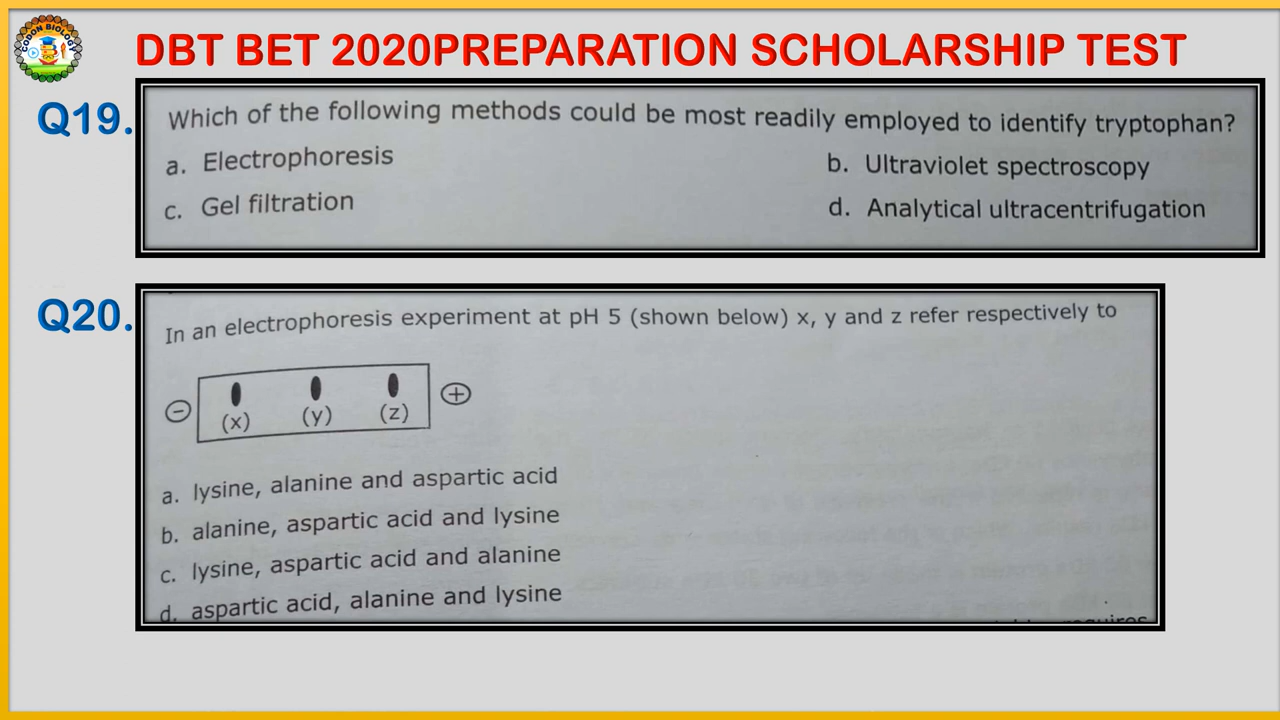 CODON BIOLOGY
DBT BET 2020PREPARATION SCHOLARSHIP TEST
Q19.
Which of the following methods could be most readily employed to identify tryptophan?
a. Electrophoresis
b. Ultraviolet spectroscopy
c. Gel filtration
d. Analytical ultracentrifugation
Q20.
In an electrophoresis experiment at pH 5 (shown below) x, y and z refer respectively to
− +
(x) (y) (z)
a. lysine, alanine and aspartic acid
b. alanine, aspartic acid and lysine
c. lysine, aspartic acid and alanine
d. aspartic acid, alanine and lysine